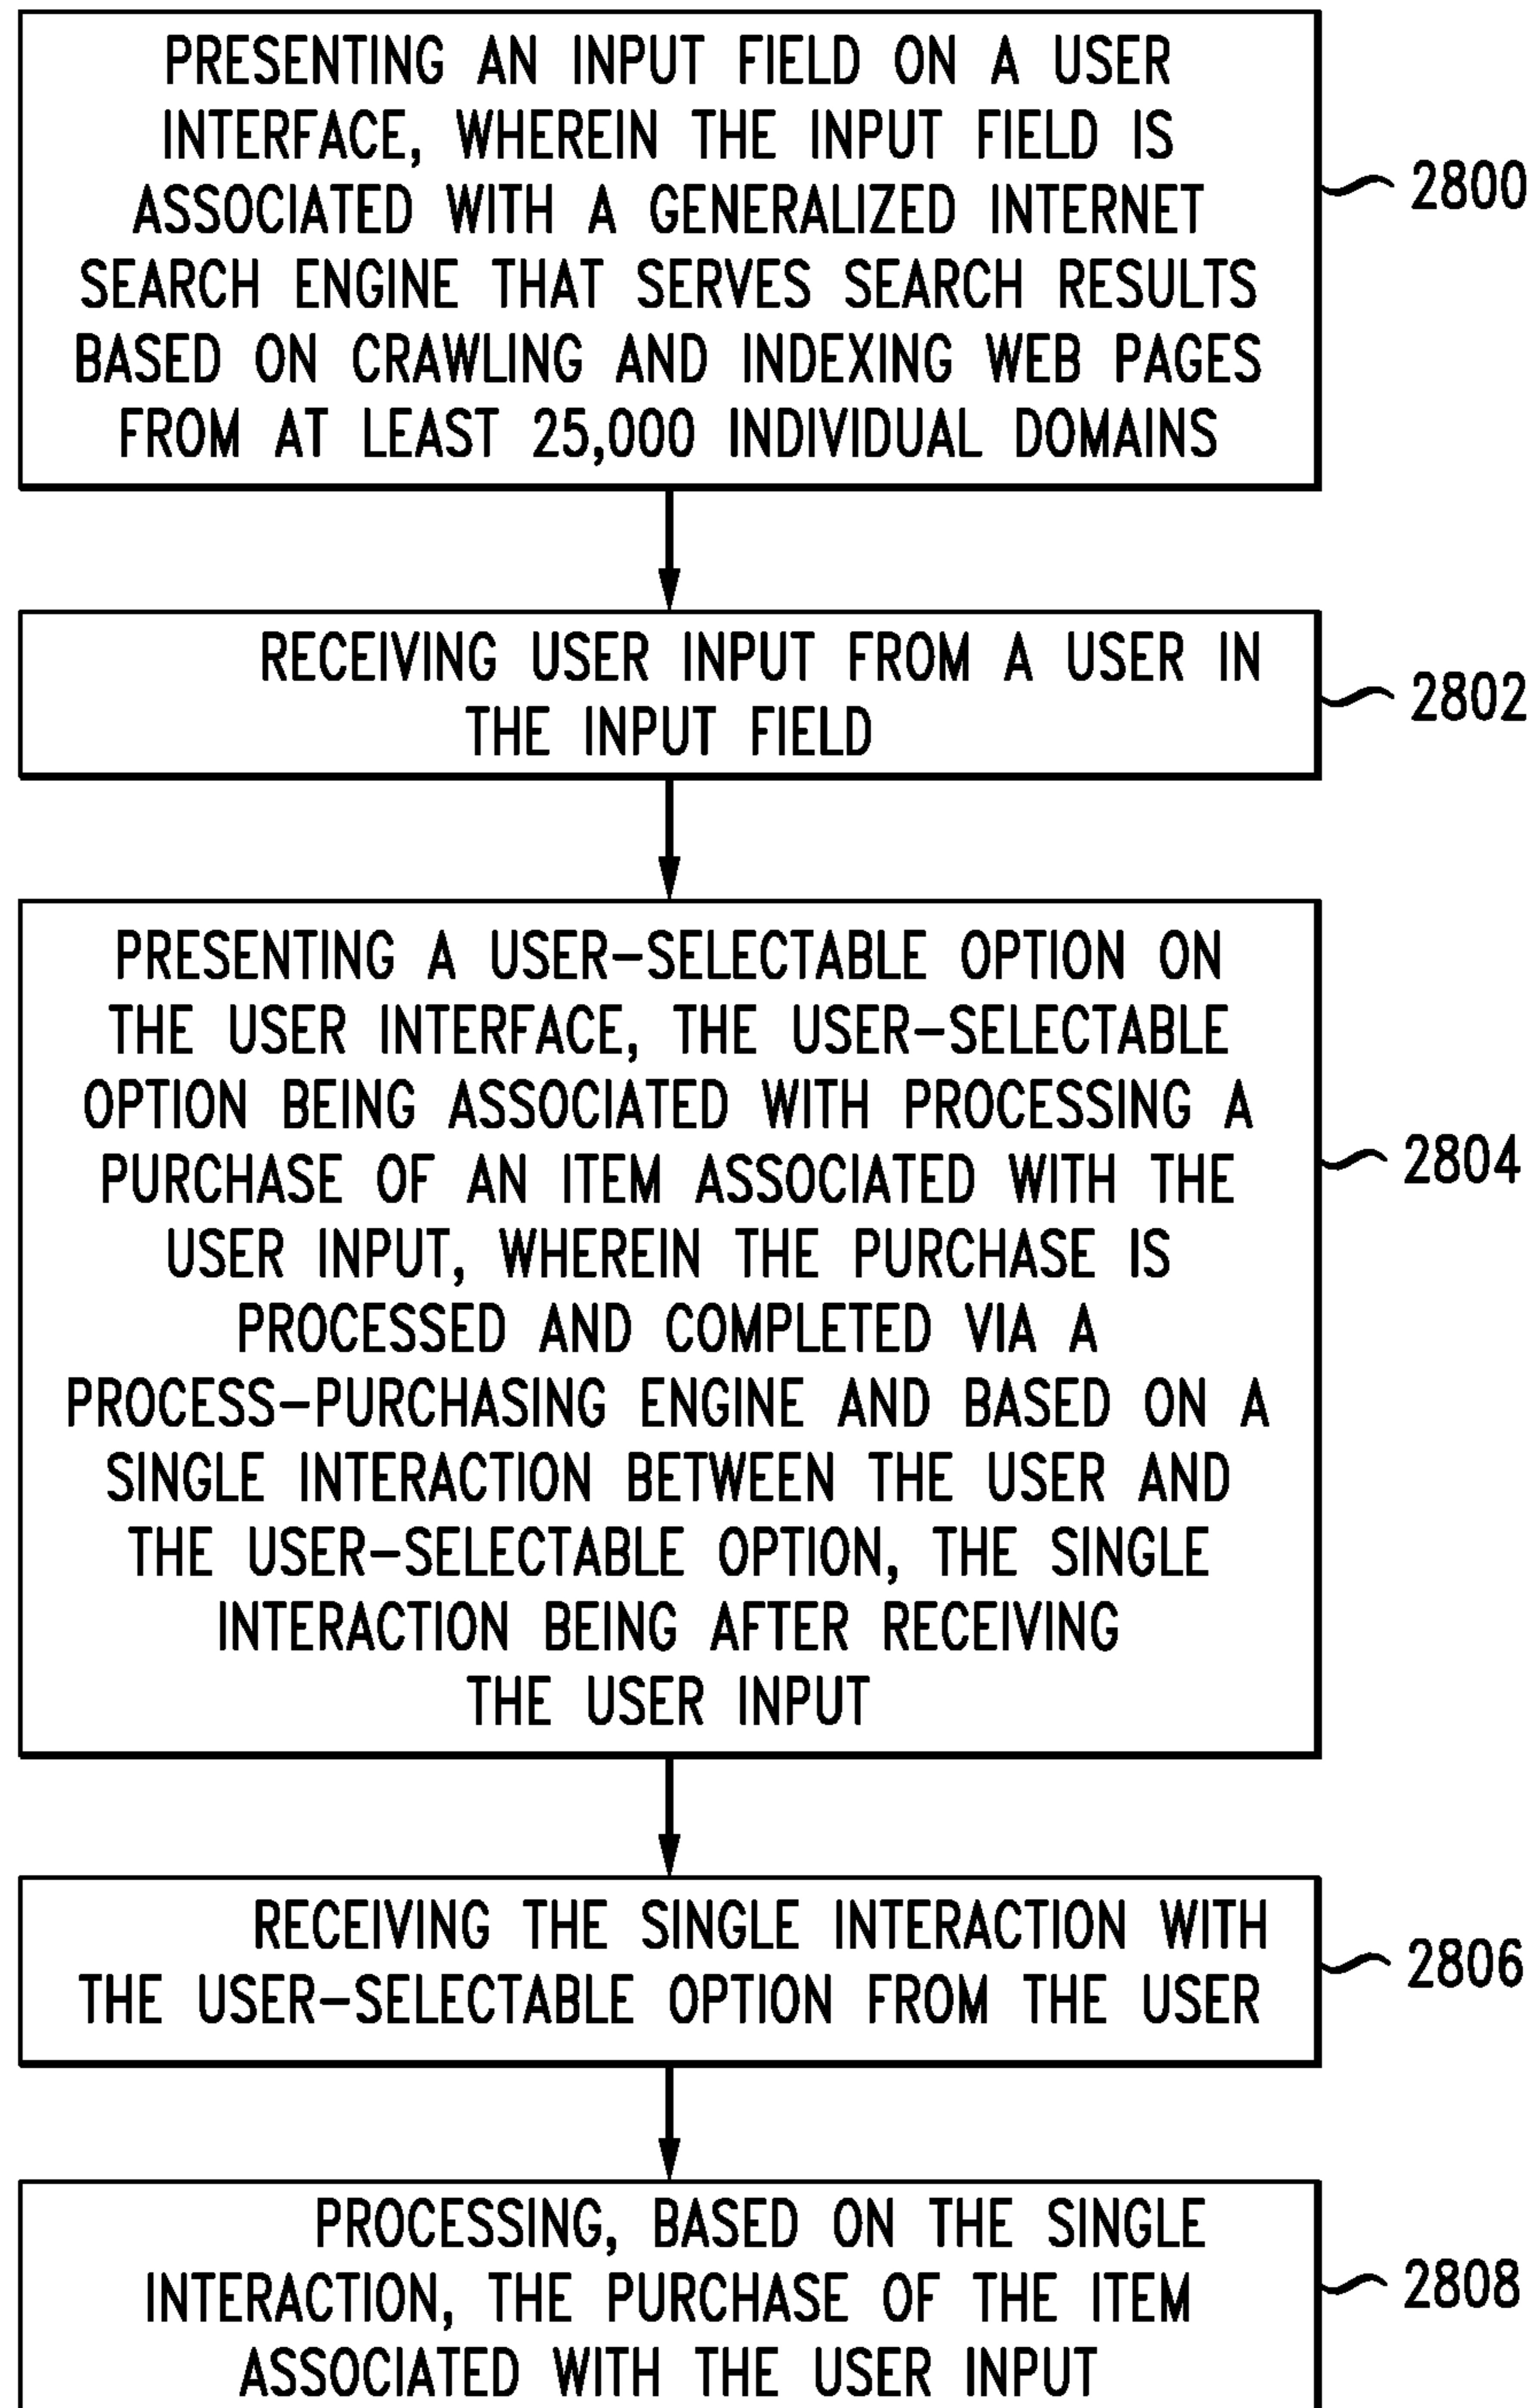 PRESENTING AN INPUT FIELD ON A USER
INTERFACE, WHEREIN THE INPUT FIELD IS
ASSOCIATED WITH A GENERALIZED INTERNET
SEARCH ENGINE THAT SERVES SEARCH RESULTS
BASED ON CRAWLING AND INDEXING WEB PAGES
FROM AT LEAST 25,000 INDIVIDUAL DOMAINS
2800
RECEIVING USER INPUT FROM A USER IN
THE INPUT FIELD
2802
PRESENTING A USER-SELECTABLE OPTION ON
THE USER INTERFACE, THE USER-SELECTABLE
OPTION BEING ASSOCIATED WITH PROCESSING A
PURCHASE OF AN ITEM ASSOCIATED WITH THE
USER INPUT, WHEREIN THE PURCHASE IS
PROCESSED AND COMPLETED VIA A
PROCESS-PURCHASING ENGINE AND BASED ON A
SINGLE INTERACTION BETWEEN THE USER AND
THE USER-SELECTABLE OPTION, THE SINGLE
INTERACTION BEING AFTER RECEIVING
THE USER INPUT
2804
RECEIVING THE SINGLE INTERACTION WITH
THE USER-SELECTABLE OPTION FROM THE USER
2806
PROCESSING, BASED ON THE SINGLE
INTERACTION, THE PURCHASE OF THE ITEM
ASSOCIATED WITH THE USER INPUT
2808